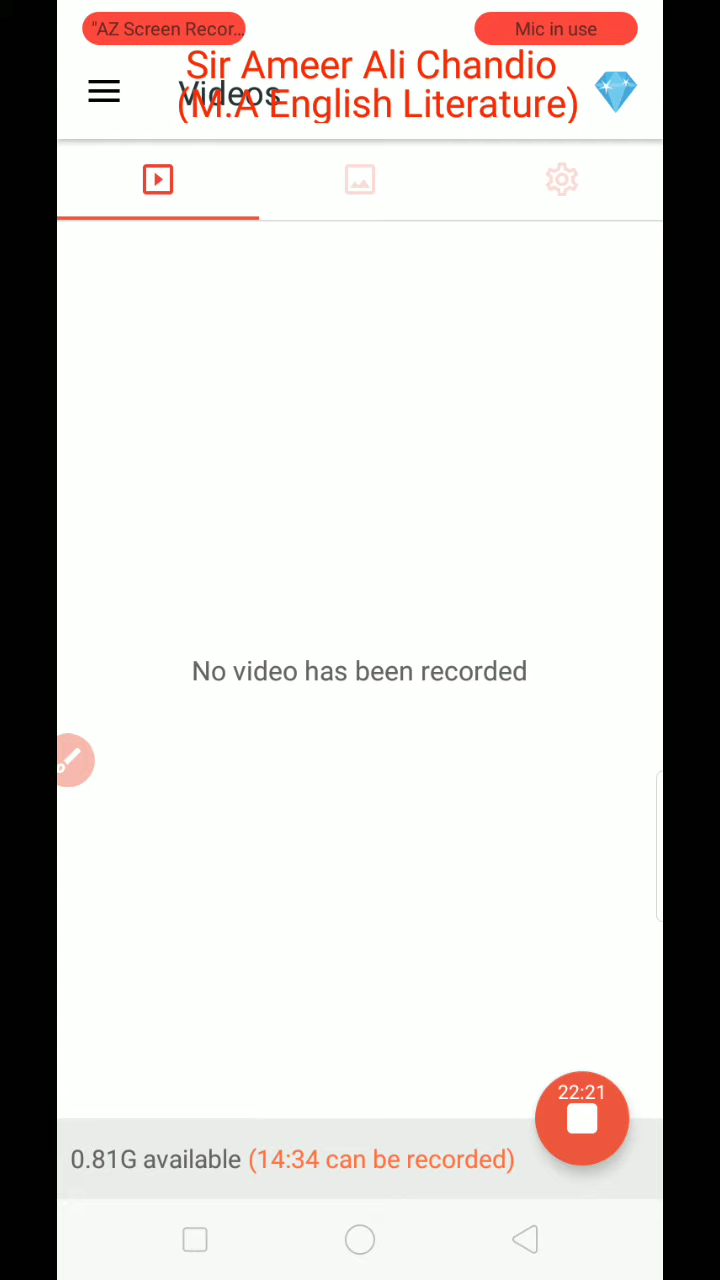 "AZ Screen Recor...
Mic in use
Sir Ameer Ali Chandio
Videos
(M.A English Literature)
No video has been recorded
22:21
0.81G available (14:34 can be recorded)